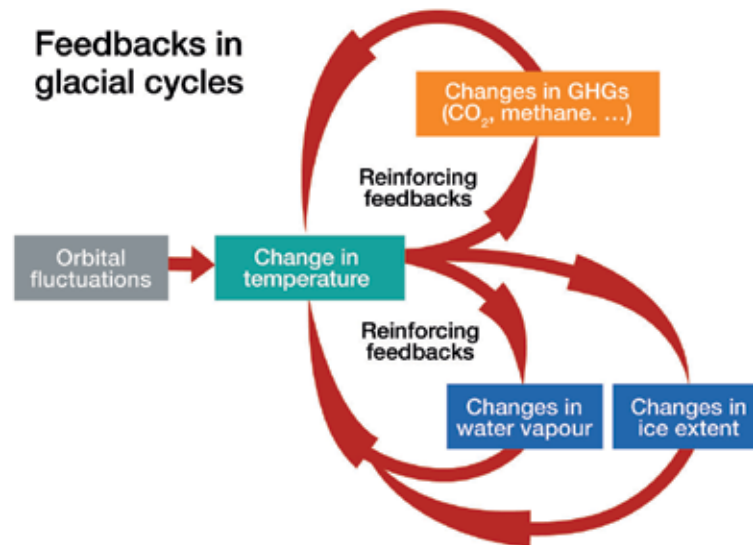 Feedbacks in
glacial cycles
Changes in GHGs
(CO₂, methane. ...)
Reinforcing
feedbacks
Orbital
fluctuations
Change in
temperature
Reinforcing
feedbacks
Changes in
water vapour
Changes in
ice extent